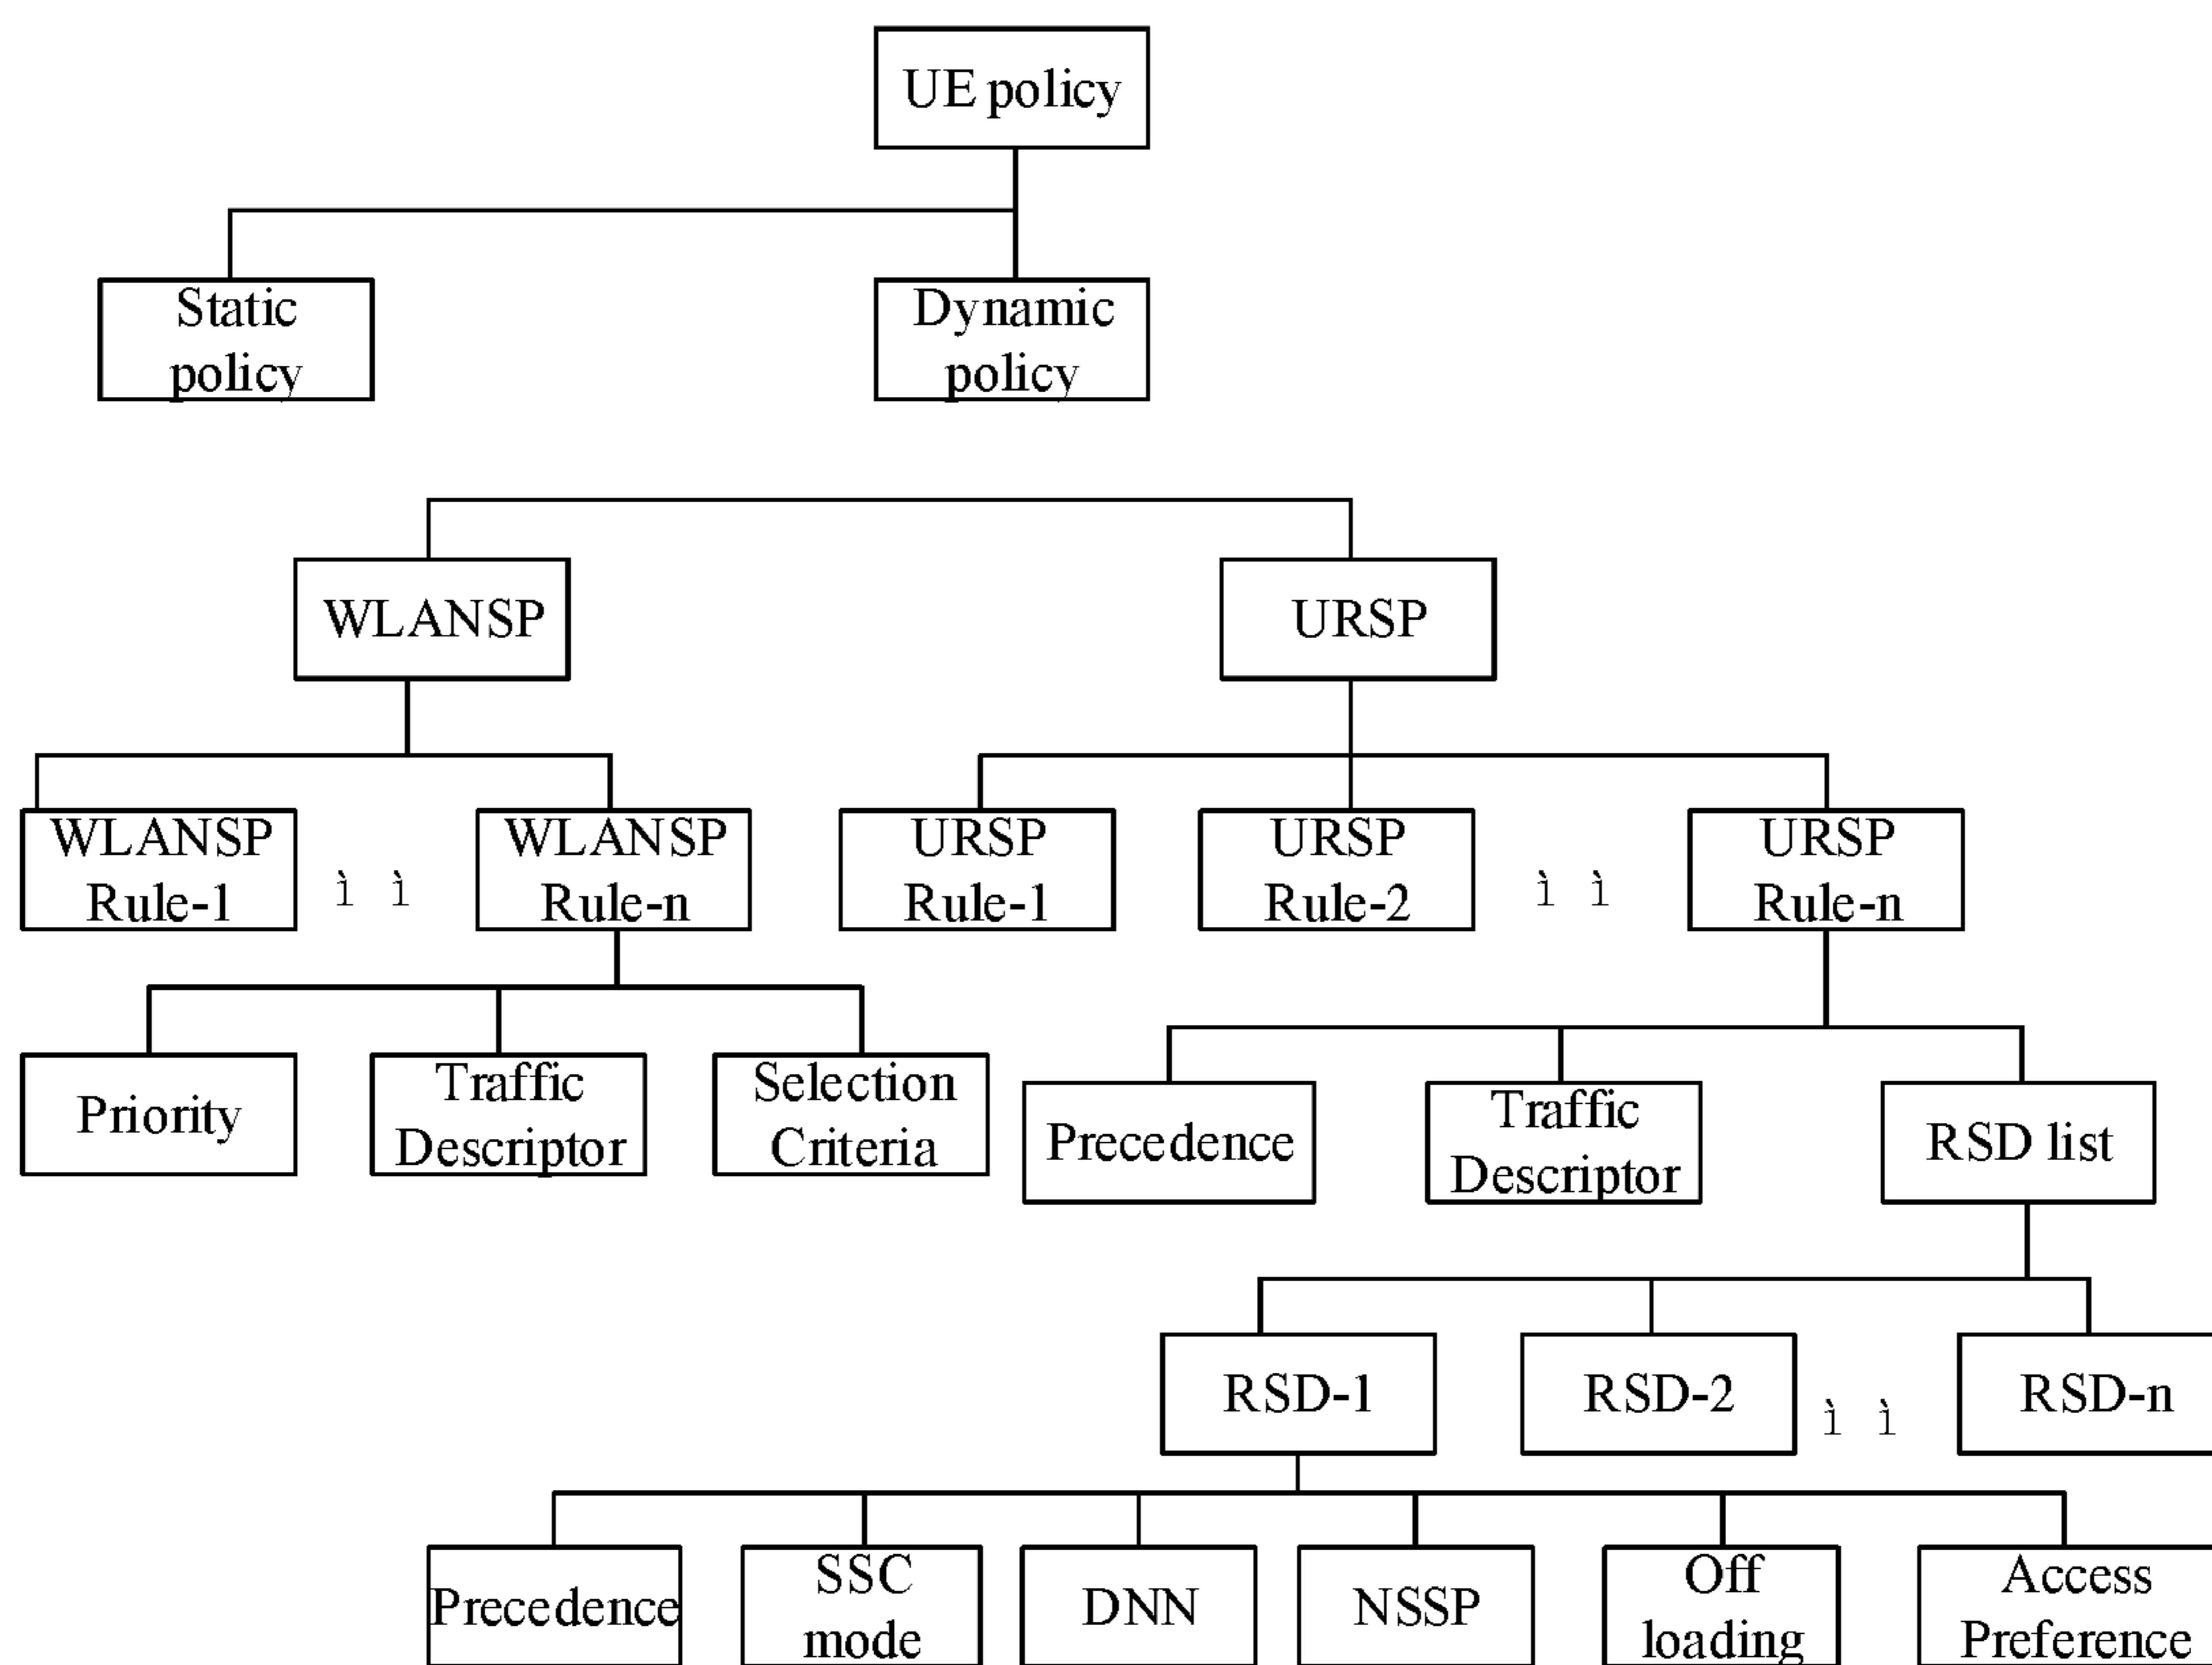 UE policy
Static
policy
Dynamic
policy
WLANSP
URSP
WLANSP
Rule-1
ì ì
WLANSP
Rule-n
URSP
Rule-1
URSP
Rule-2
ì ì
URSP
Rule-n
Priority
Traffic
Descriptor
Selection
Criteria
Precedence
Traffic
Descriptor
RSD list
RSD-1
RSD-2
ì ì
RSD-n
Precedence
SSC
mode
DNN
NSSP
Off
loading
Access
Preference